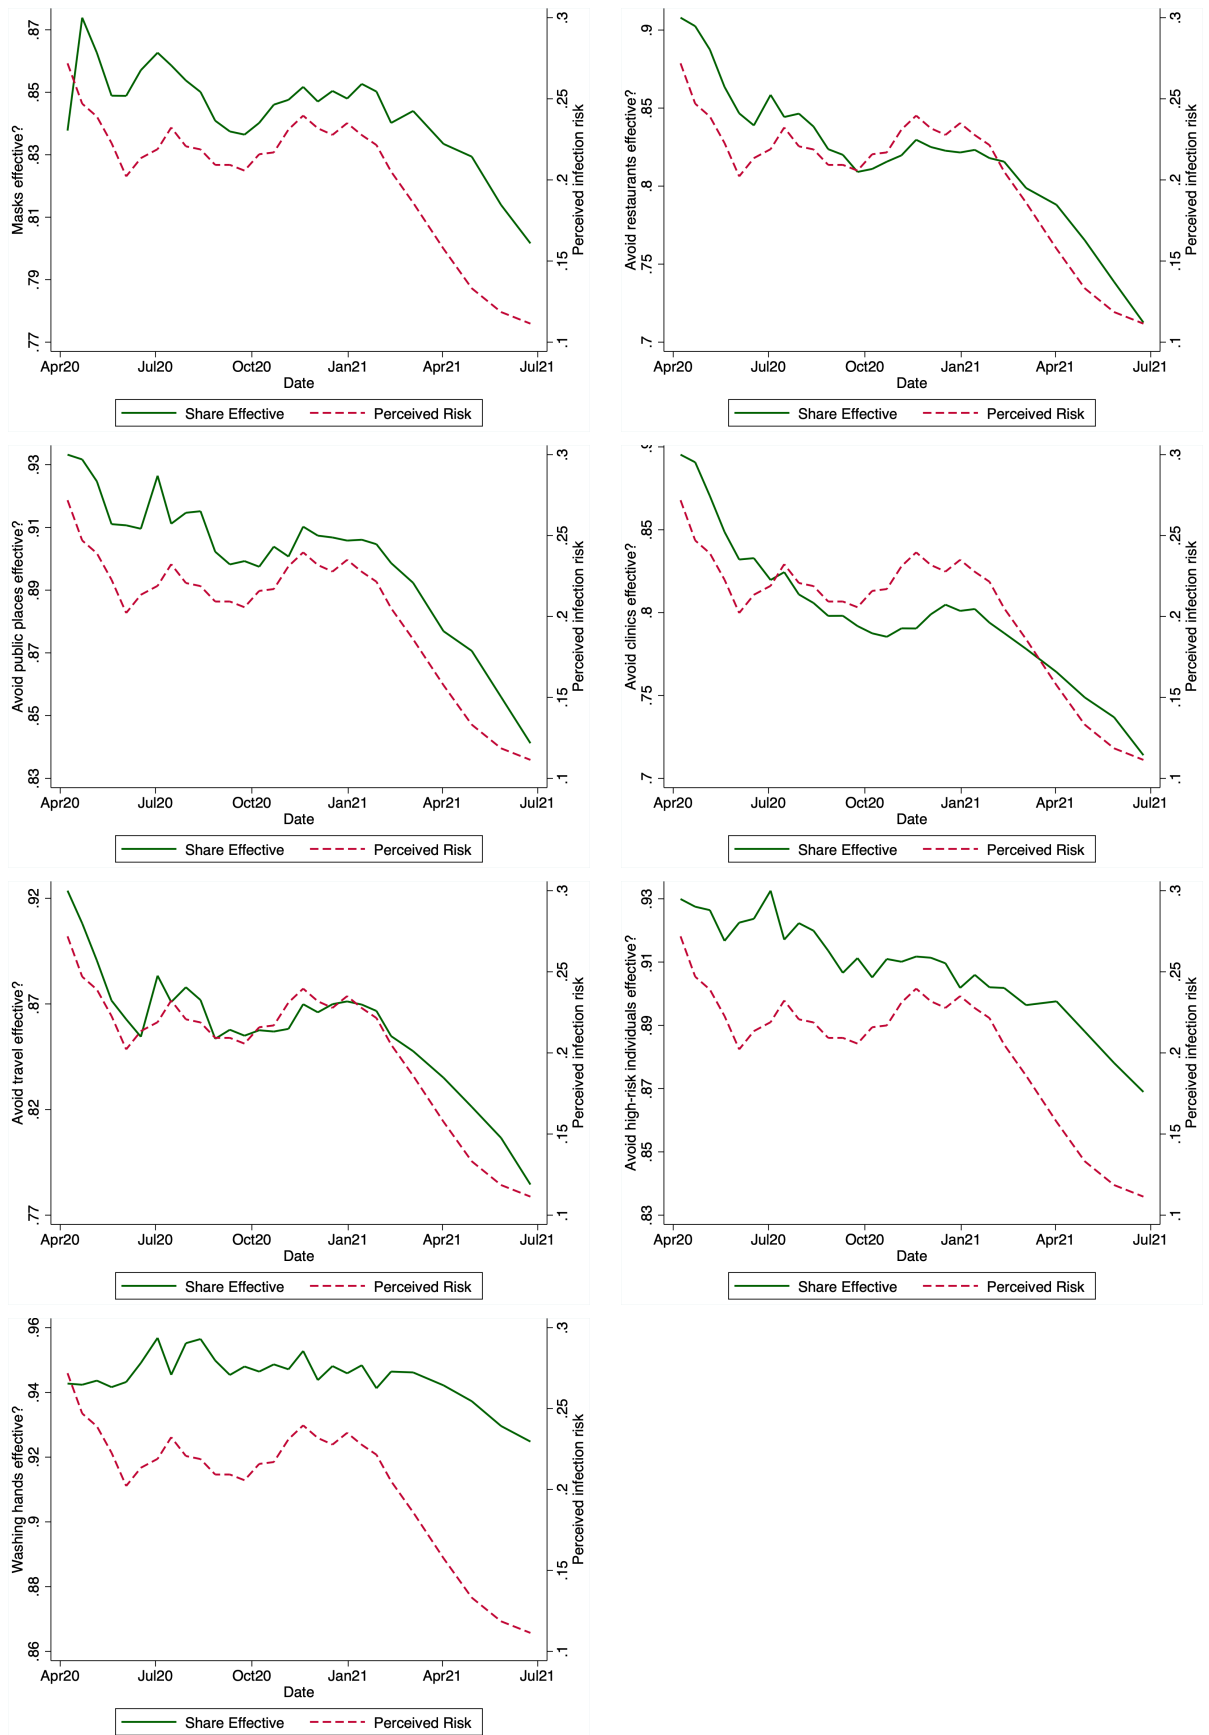 Masks effective?
.87
.85
.83
.81
.79
.77
.3
.25
.2
.15
.1
Perceived infection risk
Apr20 Jul20 Oct20 Jan21 Apr21 Jul21
Date
Share Effective Perceived Risk
Avoid restaurants effective?
.9
.85
.8
.75
.7
.3
.25
.2
.15
.1
Perceived infection risk
Apr20 Jul20 Oct20 Jan21 Apr21 Jul21
Date
Share Effective Perceived Risk
Avoid public places effective?
.93
.91
.89
.87
.85
.83
.3
.25
.2
.15
.1
Perceived infection risk
Apr20 Jul20 Oct20 Jan21 Apr21 Jul21
Date
Share Effective Perceived Risk
Avoid clinics effective?
.85
.8
.75
.7
.3
.25
.2
.15
.1
Perceived infection risk
Apr20 Jul20 Oct20 Jan21 Apr21 Jul21
Date
Share Effective Perceived Risk
Avoid travel effective?
.92
.87
.82
.77
.3
.25
.2
.15
.1
Perceived infection risk
Apr20 Jul20 Oct20 Jan21 Apr21 Jul21
Date
Share Effective Perceived Risk
Avoid high-risk individuals effective?
.93
.91
.89
.87
.85
.83
.3
.25
.2
.15
.1
Perceived infection risk
Apr20 Jul20 Oct20 Jan21 Apr21 Jul21
Date
Share Effective Perceived Risk
Washing hands effective?
.96
.94
.92
.9
.88
.86
.3
.25
.2
.15
.1
Perceived infection risk
Apr20 Jul20 Oct20 Jan21 Apr21 Jul21
Date
Share Effective Perceived Risk